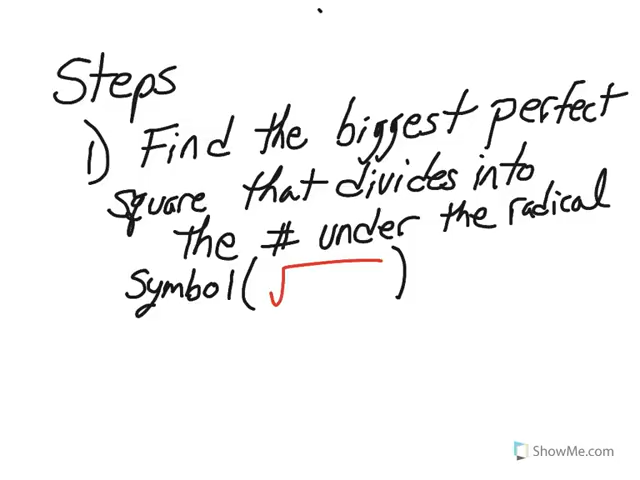 Steps
1) Find the biggest perfect
square that divides into
the # under the radical
symbol (√)
ShowMe.com